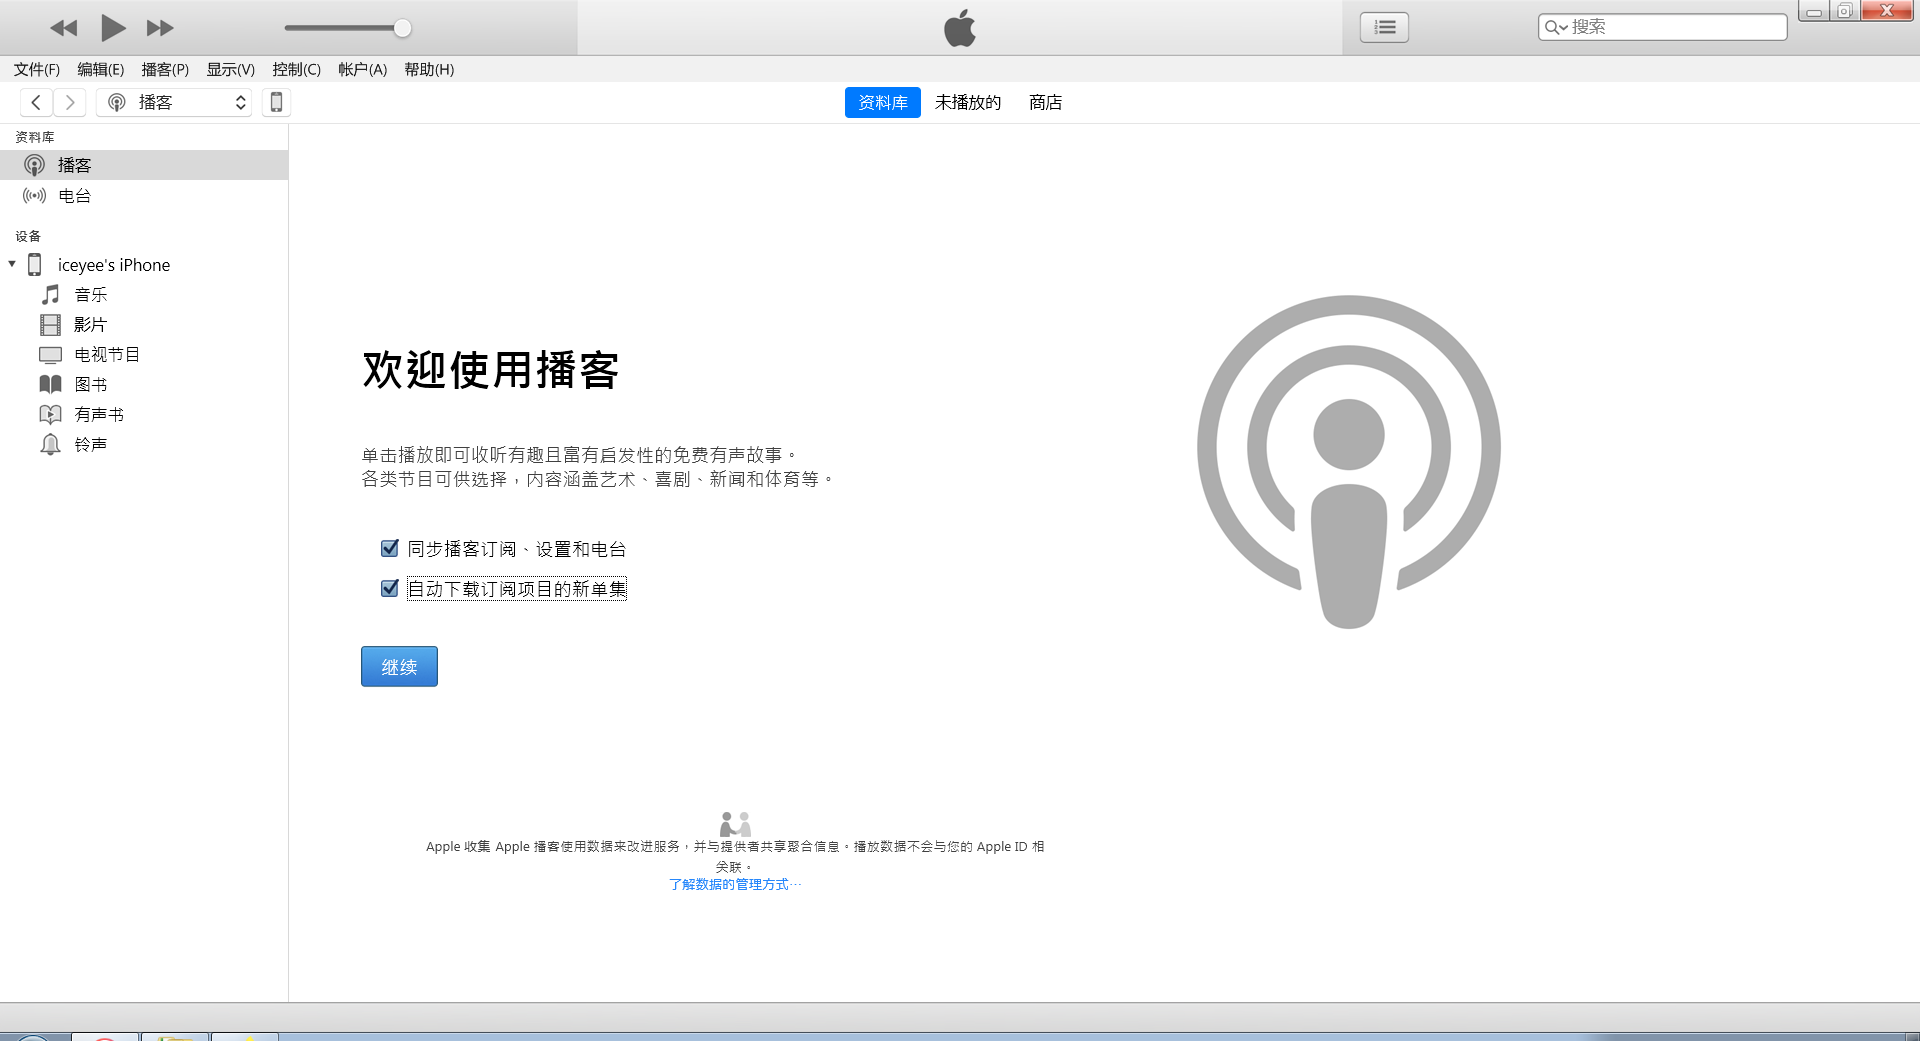 搜索
文件(F) 编辑(E) 播客(P) 显示(V) 控制(C) 帐户(A) 帮助(H)
播客
资料库 未播放的 商店
资料库
播客
电台
设备
iceyee's iPhone
音乐
影片
电视节目
图书
有声书
铃声
欢迎使用播客
单击播放即可收听有趣且富有启发性的免费有声故事。
各类节目可供选择，内容涵盖艺术、喜剧、新闻和体育等。
同步播客订阅、设置和电台
自动下载订阅项目的新单集
继续
Apple 收集 Apple 播客使用数据来改进服务，并与提供者共享聚合信息。播放数据不会与您的 Apple ID 相
关联。
了解数据的管理方式…